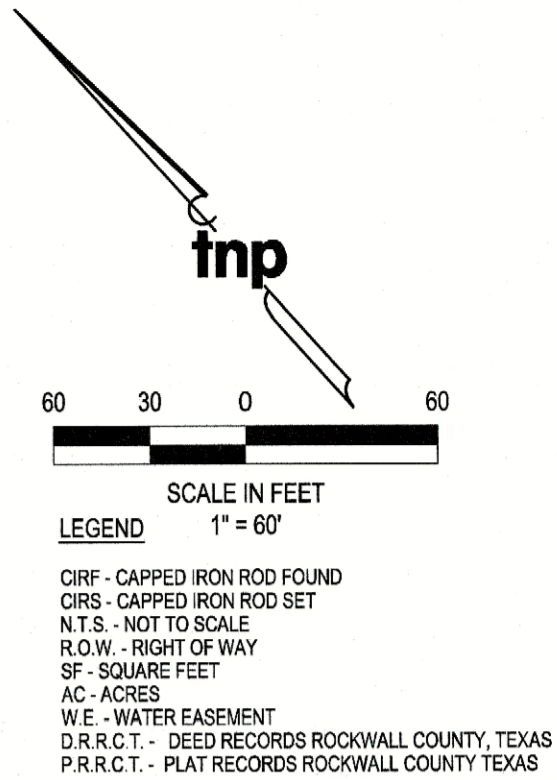 tnp
60 30 0 60
SCALE IN FEET
LEGEND 1" = 60'
CIRF - CAPPED IRON ROD FOUND
CIRS - CAPPED IRON ROD SET
N.T.S. - NOT TO SCALE
R.O.W. - RIGHT OF WAY
SF - SQUARE FEET
AC - ACRES
W.E. - WATER EASEMENT
D.R.R.C.T. - DEED RECORDS ROCKWALL COUNTY, TEXAS
P.R.R.C.T. - PLAT RECORDS ROCKWALL COUNTY TEXAS